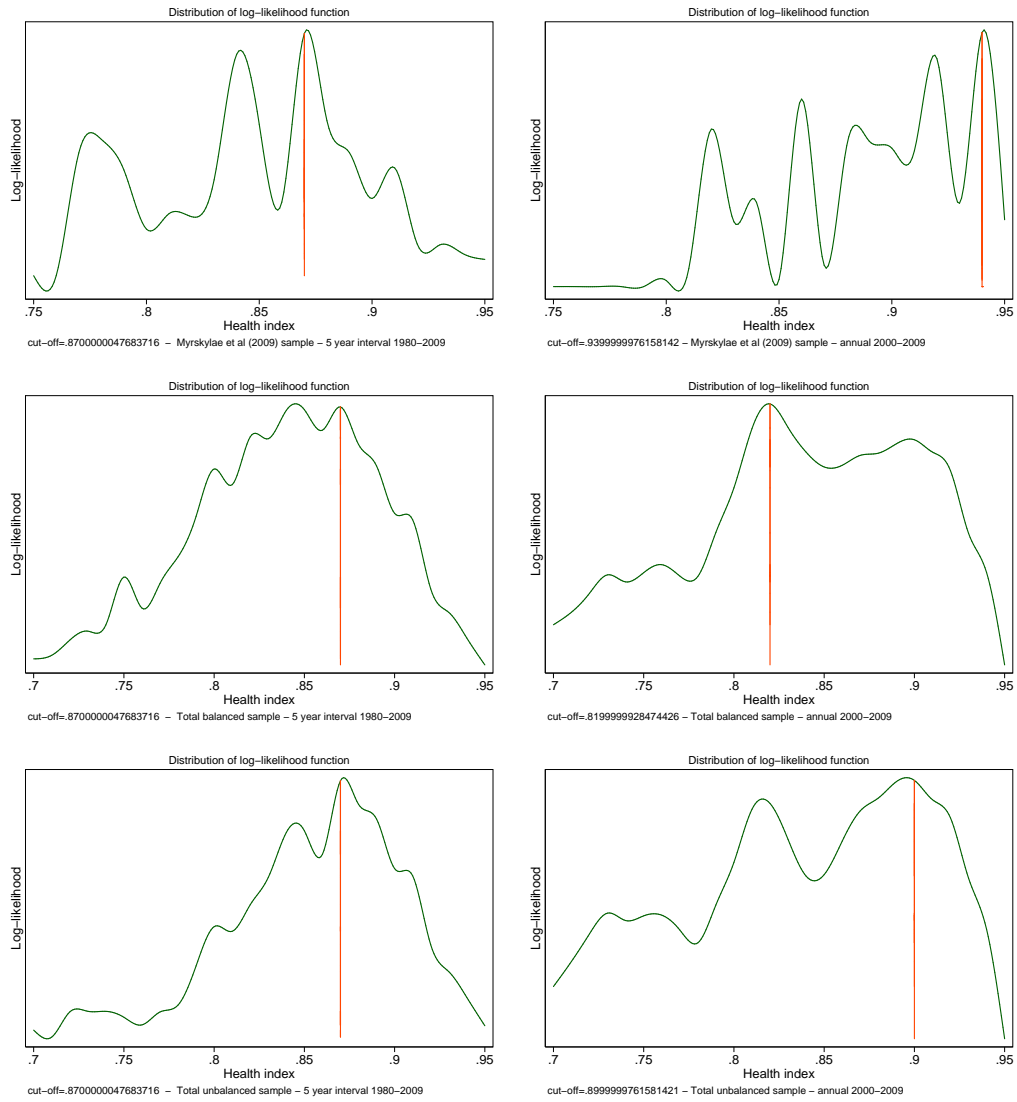 Distribution of log−likelihood function
Log−likelihood
.75 .8 .85 .9 .95
Health index
cut−off=.8700000047683716 − Myrskylae et al (2009) sample − 5 year interval 1980−2009
Distribution of log−likelihood function
Log−likelihood
.75 .8 .85 .9 .95
Health index
cut−off=.9399999976158142 − Myrskylae et al (2009) sample − annual 2000−2009
Distribution of log−likelihood function
Log−likelihood
.7 .75 .8 .85 .9 .95
Health index
cut−off=.8700000047683716 − Total balanced sample − 5 year interval 1980−2009
Distribution of log−likelihood function
Log−likelihood
.7 .75 .8 .85 .9 .95
Health index
cut−off=.8199999928474426 − Total balanced sample − annual 2000−2009
Distribution of log−likelihood function
Log−likelihood
.7 .75 .8 .85 .9 .95
Health index
cut−off=.8700000047683716 − Total unbalanced sample − 5 year interval 1980−2009
Distribution of log−likelihood function
Log−likelihood
.7 .75 .8 .85 .9 .95
Health index
cut−off=.8999999761581421 − Total unbalanced sample − annual 2000−2009